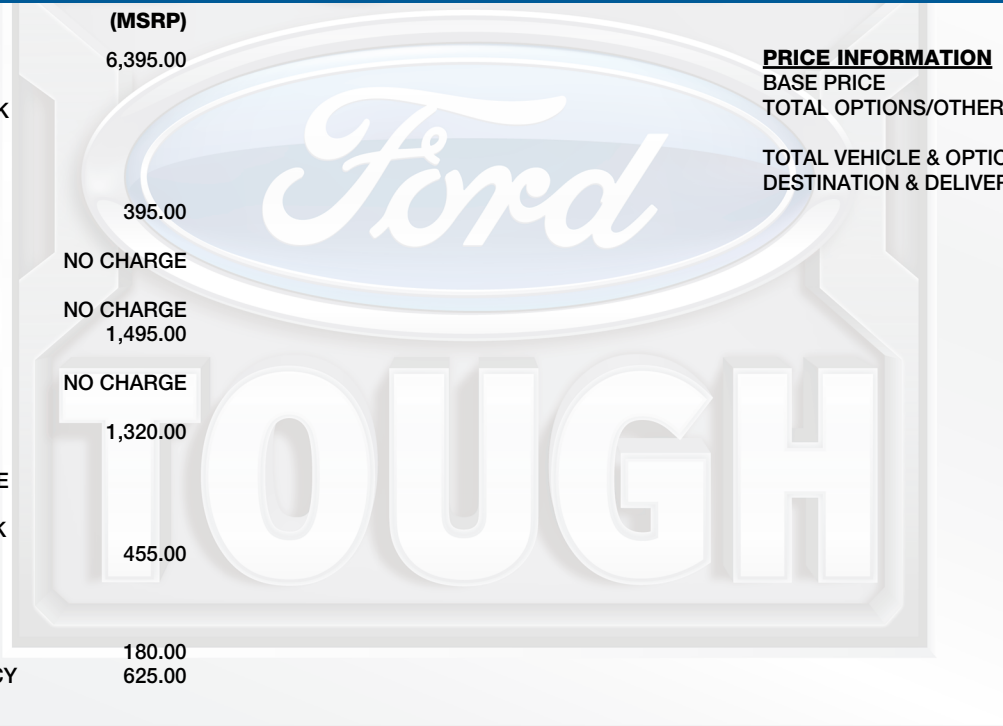 (MSRP)
6,395.00
K
395.00
NO CHARGE
NO CHARGE
1,495.00
NO CHARGE
1,320.00
E
K
455.00
180.00
CY 625.00
PRICE INFORMATION
BASE PRICE
TOTAL OPTIONS/OTHER
TOTAL VEHICLE & OPTIO
DESTINATION & DELIVER
Ford
TOUGH